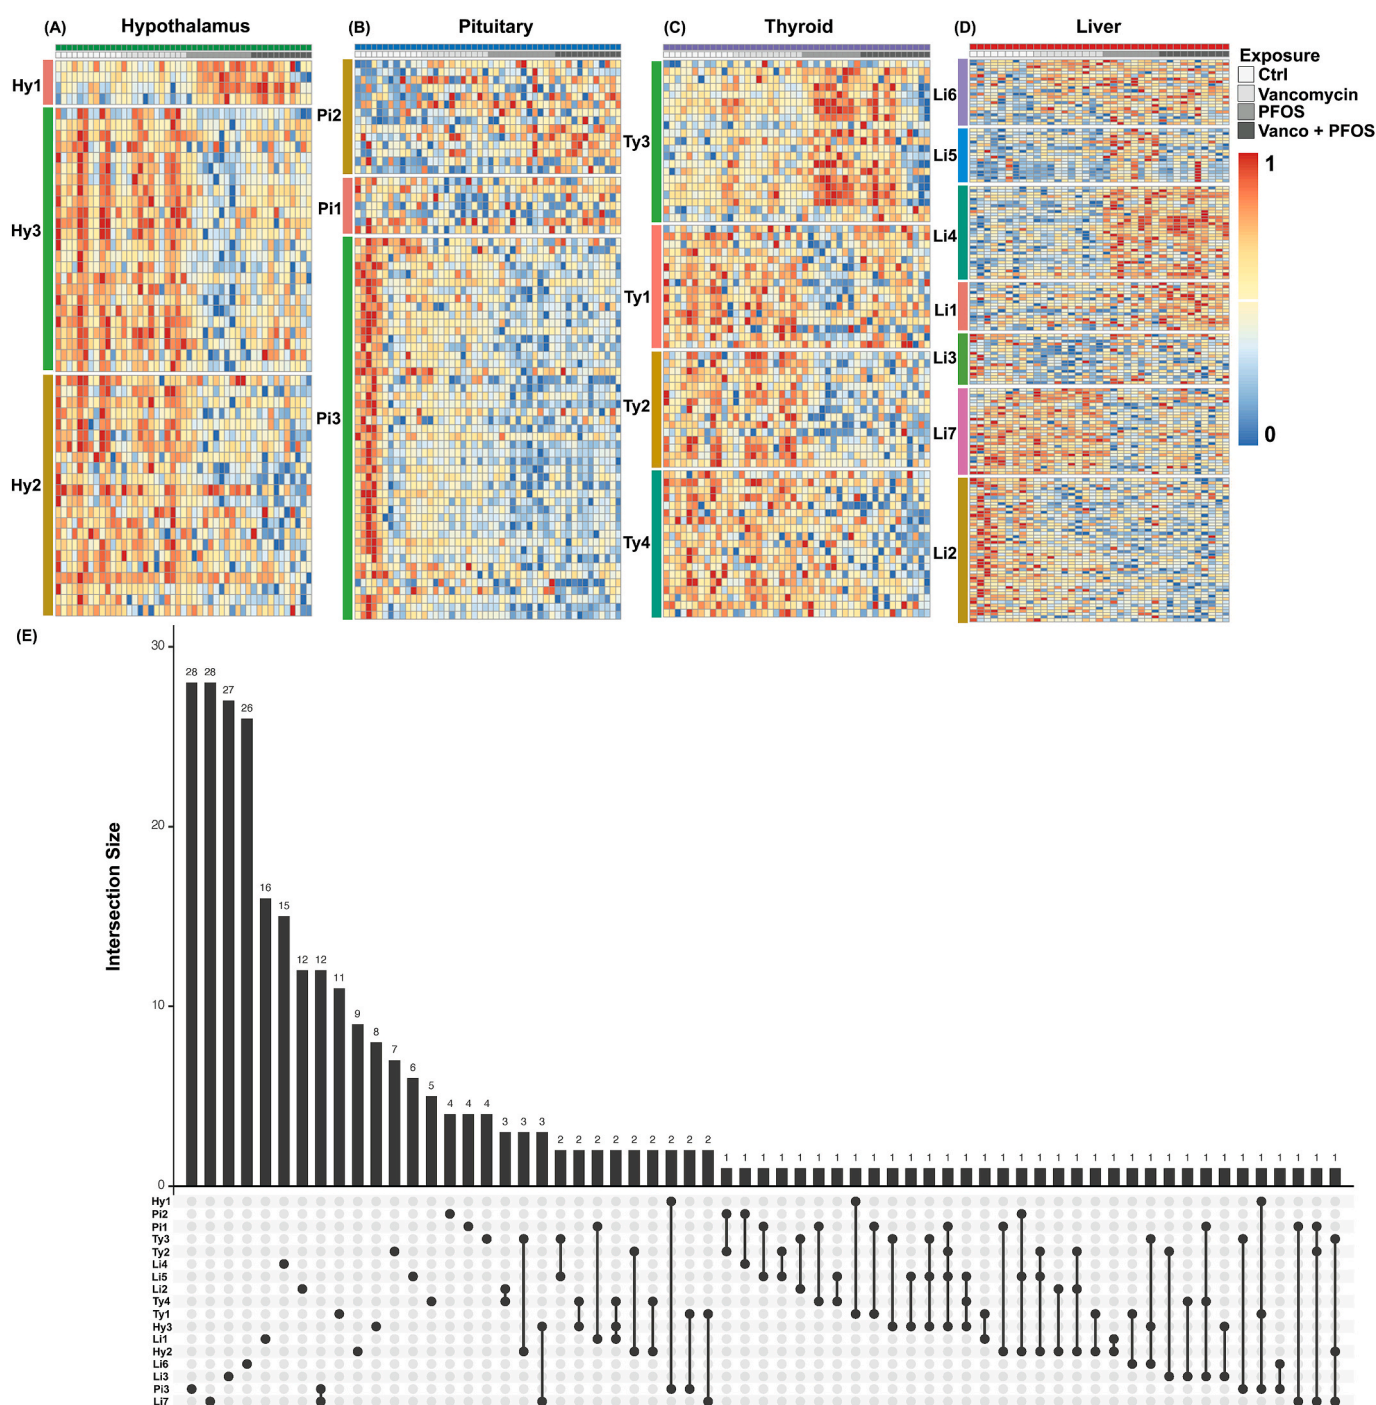 (A) Hypothalamus
(B) Pituitary
(C) Thyroid
(D) Liver
Hy1
Hy3
Hy2
Pi2
Pi1
Pi3
Ty3
Ty1
Ty2
Ty4
Li6
Li5
Li4
Li1
Li3
Li7
Li2
Exposure
Ctrl
Vancomycin
PFOS
Vanco + PFOS
1
0
(E)
Intersection Size
30
20
10
0
28 28 27 26 16 15 12 12 11 9 8 7 6 5 4 4 4 3 3 3 2 2 2 2 2 2 2 2 2 1 1 1 1 1 1 1 1 1 1 1 1 1 1 1 1 1 1 1 1 1 1 1 1 1 1 1 1 1 1 1 1 1 1
Hy1
Pi2
Pi1
Ty3
Ty2
Li4
Li5
Li2
Ty4
Ty1
Hy3
Li1
Hy2
Li6
Li3
Pi3
Li7